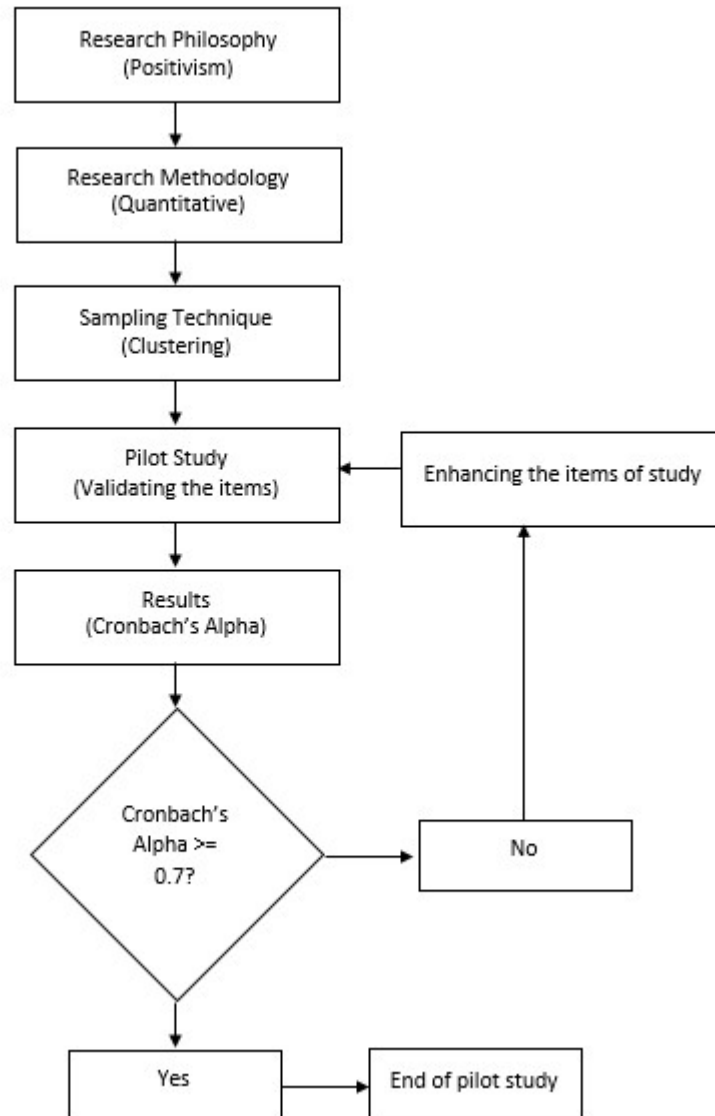 Research Philosophy
(Positivism)
Research Methodology
(Quantitative)
Sampling Technique
(Clustering)
Pilot Study
(Validating the items)
Enhancing the items of study
Results
(Cronbach’s Alpha)
Cronbach’s
Alpha >=
0.7?
No
Yes
End of pilot study